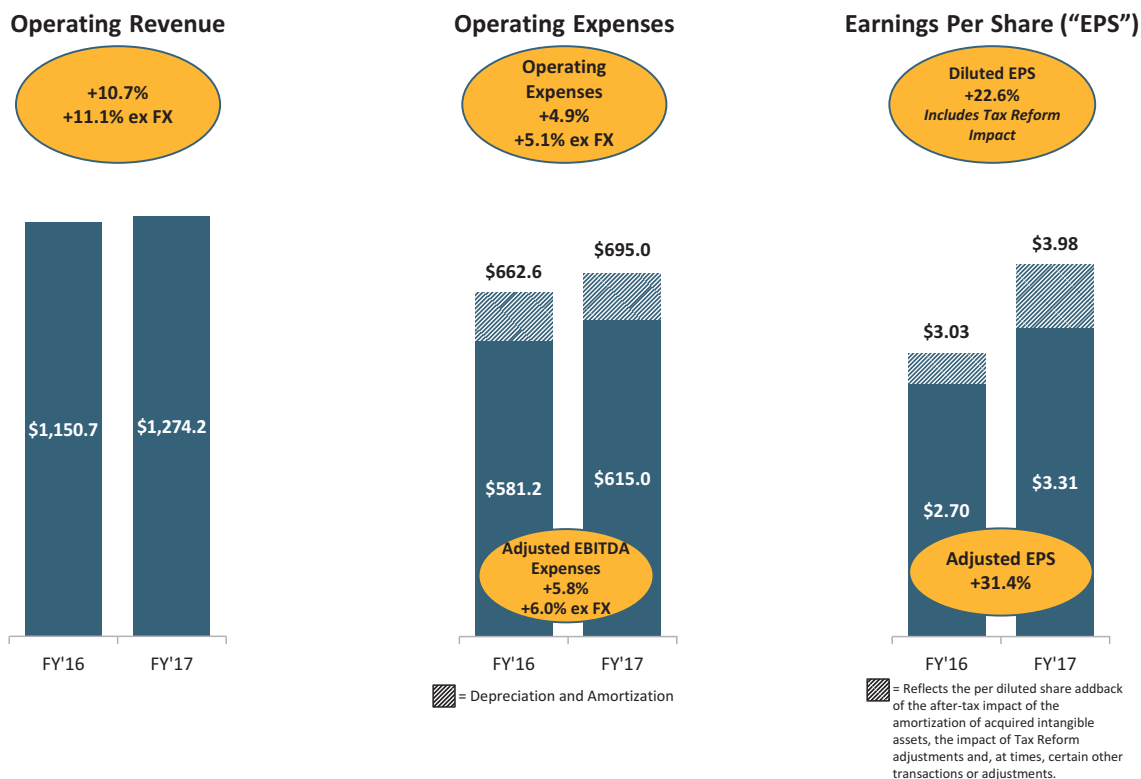 Operating Revenue
+10.7%
+11.1% ex FX
$1,150.7
$1,274.2
FY'16
FY'17
Operating Expenses
Operating
Expenses
+4.9%
+5.1% ex FX
$662.6
$695.0
$581.2
$615.0
Adjusted EBITDA
Expenses
+5.8%
+6.0% ex FX
FY'16
FY'17
= Depreciation and Amortization
Earnings Per Share (“EPS”)
Diluted EPS
+22.6%
Includes Tax Reform
Impact
$3.03
$3.98
$2.70
$3.31
Adjusted EPS
+31.4%
FY'16
FY'17
= Reflects the per diluted share addback
of the after-tax impact of the
amortization of acquired intangible
assets, the impact of Tax Reform
adjustments and, at times, certain other
transactions or adjustments.